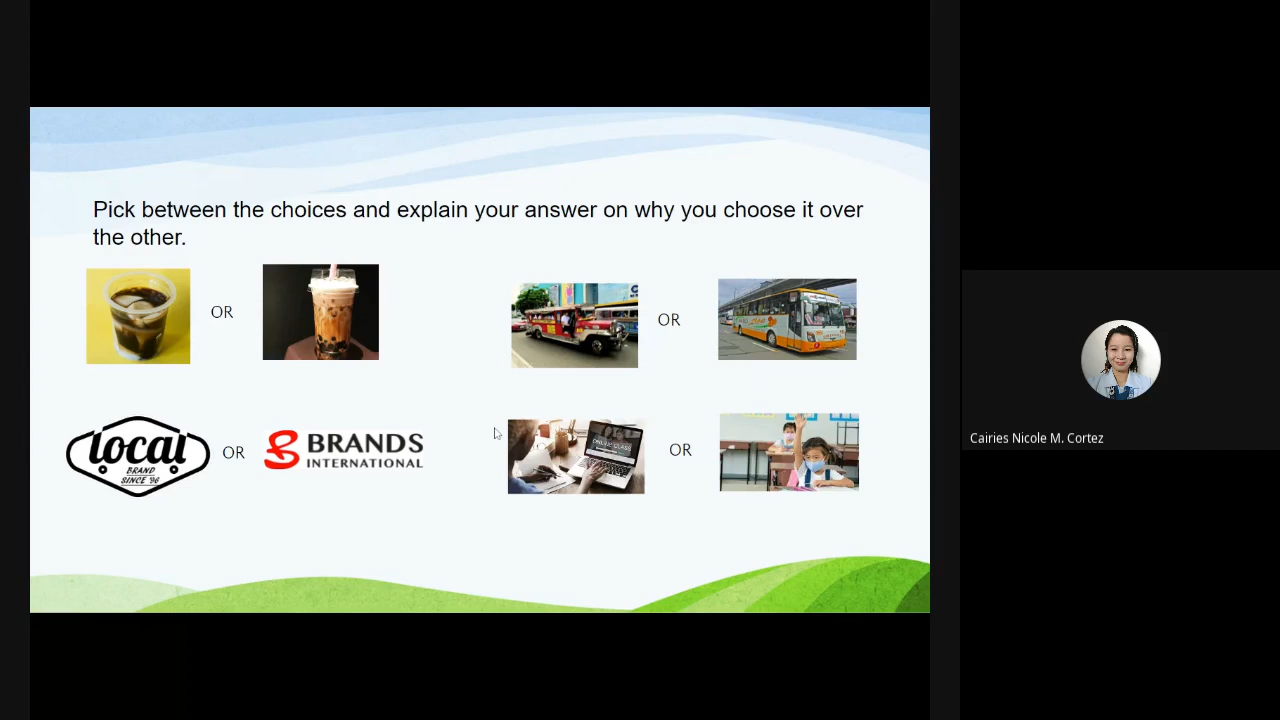 Pick between the choices and explain your answer on why you choose it over
the other.
OR
OR
local
BRAND
SINCE '96
OR
BRANDS
INTERNATIONAL
OR
Cairies Nicole M. Cortez